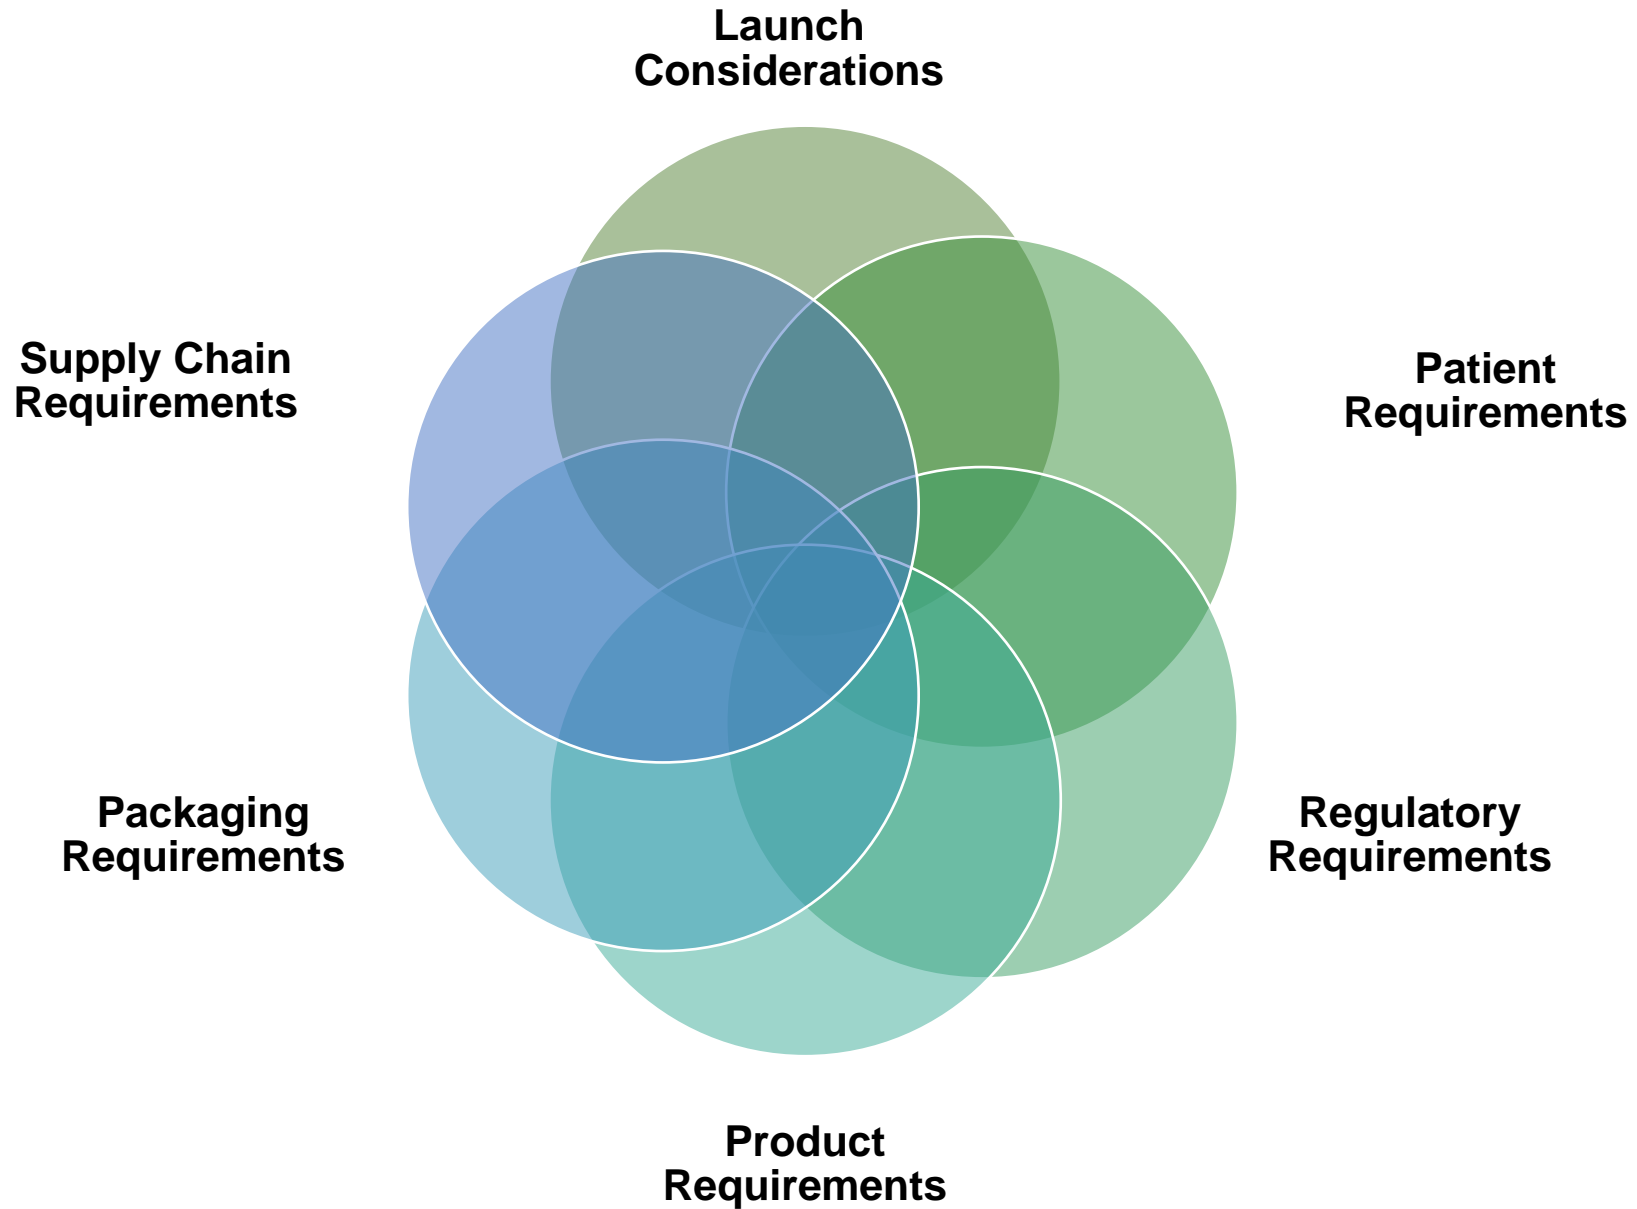 Launch
Considerations
Supply Chain
Requirements
Patient
Requirements
Packaging
Requirements
Regulatory
Requirements
Product
Requirements